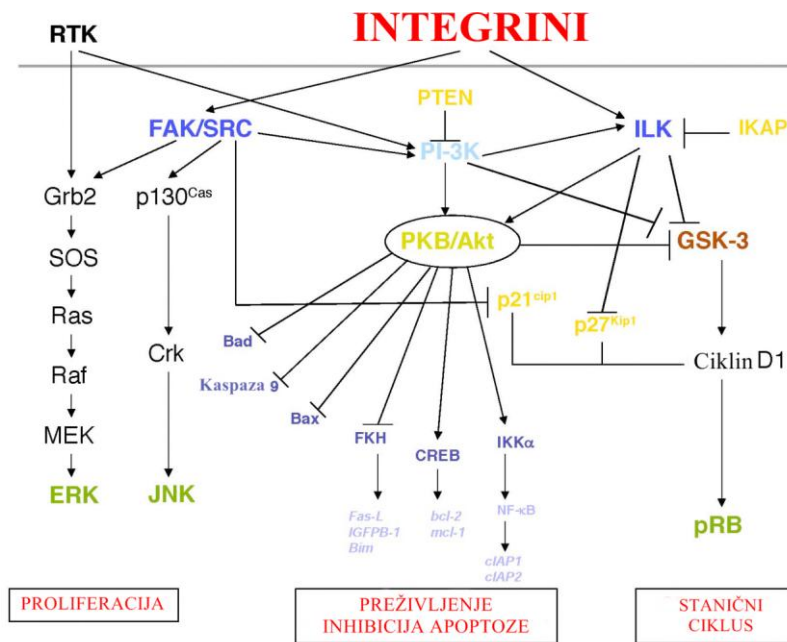 RTK
INTEGRINI
PTEN
FAK/SRC
ILK
IKAP
PI-3K
Grb2
p130Cas
PKB/Akt
GSK-3
SOS
p21cip1
p27Kip1
Ras
Bad
Crk
Ciklin D1
Raf
Kaspaza 9
Bax
MEK
FKH
CREB
IKKα
ERK
JNK
Fas-L
IGFPB-1
Bim
bcl-2
mcl-1
NF-κB
cIAP1
cIAP2
pRB
PROLIFERACIJA
PREŽIVLJENJE
INHIBICIJA APOPTOZE
STANIČNI
CIKLUS